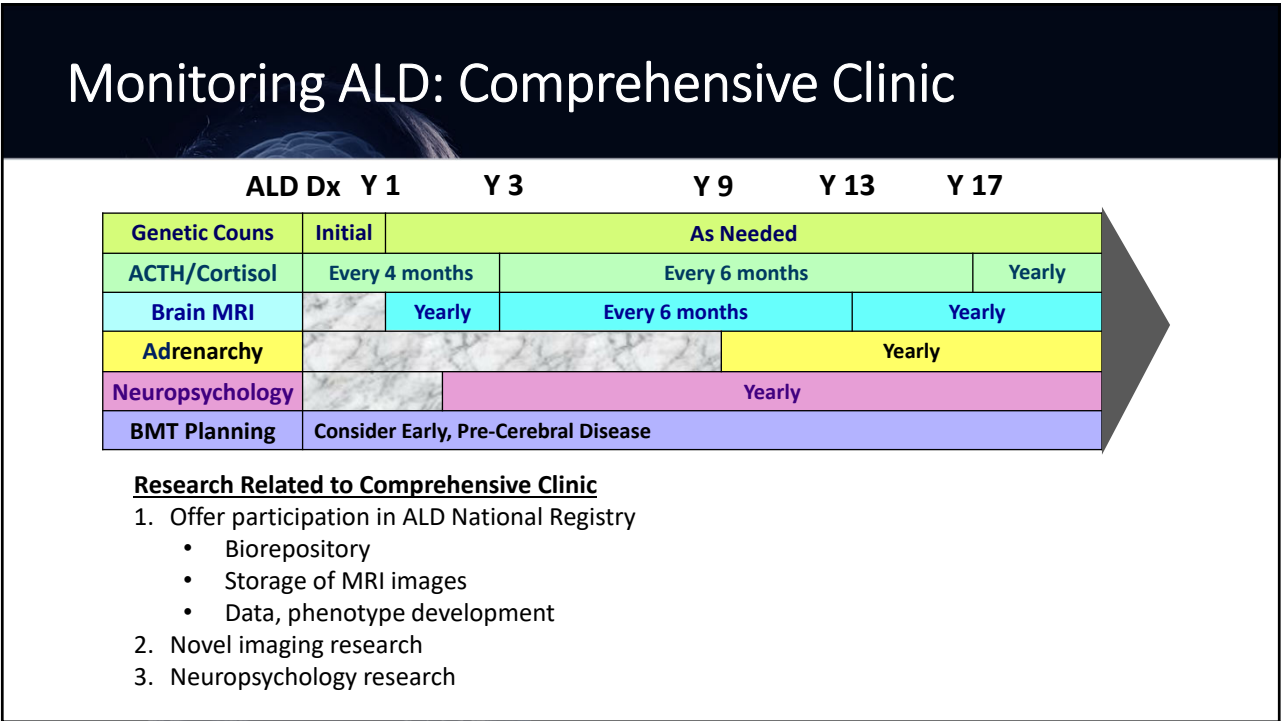 Monitoring ALD: Comprehensive Clinic
ALD Dx Y 1 Y 3 Y 9 Y 13 Y 17
Genetic Couns Initial As Needed
ACTH/Cortisol Every 4 months Every 6 months Yearly
Brain MRI Yearly Every 6 months Yearly
Adrenarchy Yearly
Neuropsychology Yearly
BMT Planning Consider Early, Pre-Cerebral Disease
Research Related to Comprehensive Clinic
1. Offer participation in ALD National Registry
• Biorepository
• Storage of MRI images
• Data, phenotype development
2. Novel imaging research
3. Neuropsychology research